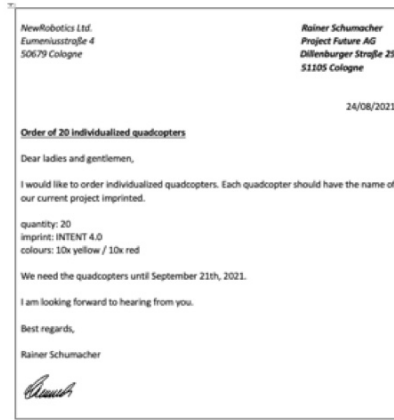 NewRobotics Ltd.
Eumeniusstraße 4
50679 Cologne
Rainer Schumacher
Project Future AG
Dillenburger Straße 25
51105 Cologne
24/08/2021
Order of 20 individualized quadcopters
Dear ladies and gentlemen,
I would like to order individualized quadcopters. Each quadcopter should have the name of
our current project imprinted.
quantity: 20
imprint: INTENT 4.0
colours: 10x yellow / 10x red
We need the quadcopters until September 21th, 2021.
I am looking forward to hearing from you.
Best regards,
Rainer Schumacher